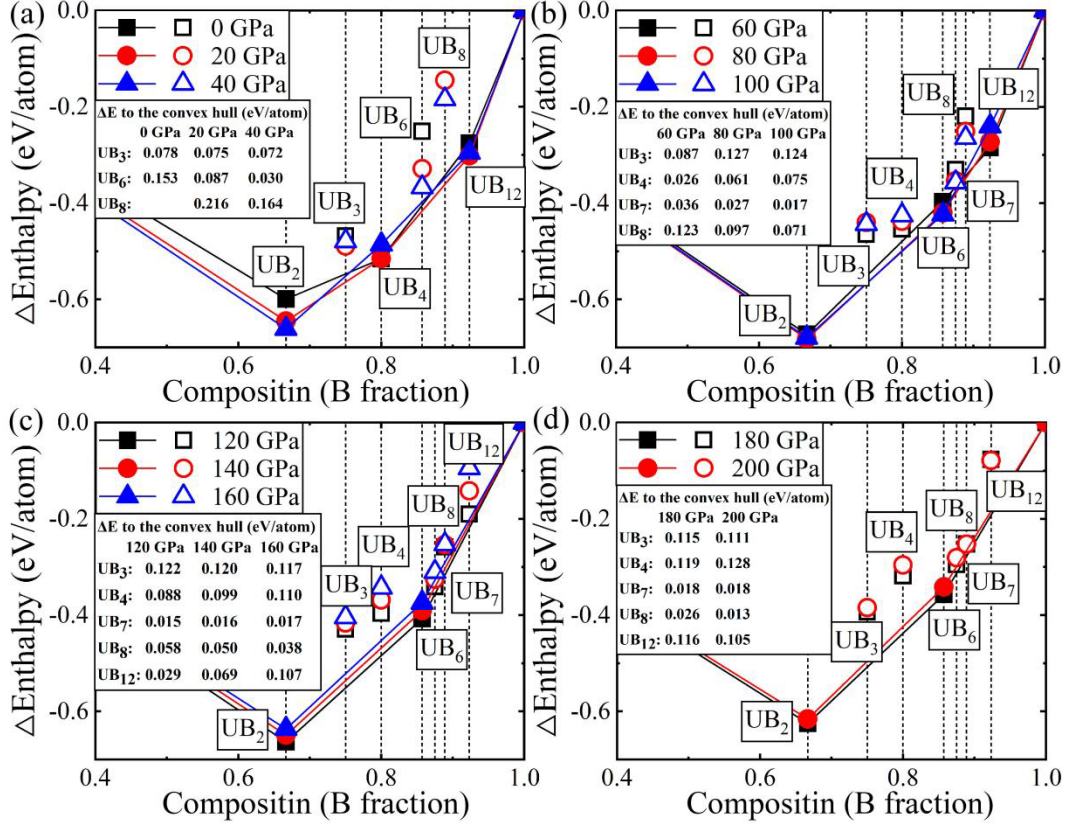 (a)
0 GPa
20 GPa
40 GPa
ΔE to the convex hull (eV/atom)
0 GPa 20 GPa 40 GPa
UB3: 0.078 0.075 0.072
UB6: 0.153 0.087 0.030
UB8: 0.216 0.164
UB8
UB6
UB3
UB12
UB2
UB4
0.0
-0.2
-0.4
-0.6
ΔEnthalpy (eV/atom)
0.4 0.6 0.8 1.0
Compositin (B fraction)
(b)
60 GPa
80 GPa
100 GPa
ΔE to the convex hull (eV/atom)
60 GPa 80 GPa 100 GPa
UB3: 0.087 0.127 0.124
UB4: 0.026 0.061 0.075
UB7: 0.036 0.027 0.017
UB8: 0.123 0.097 0.071
UB8
UB12
UB4
UB7
UB3
UB6
UB2
0.0
-0.2
-0.4
-0.6
ΔEnthalpy (eV/atom)
0.4 0.6 0.8 1.0
Compositin (B fraction)
(c)
120 GPa
140 GPa
160 GPa
ΔE to the convex hull (eV/atom)
120 GPa 140 GPa 160 GPa
UB3: 0.122 0.120 0.117
UB4: 0.088 0.099 0.110
UB7: 0.015 0.016 0.017
UB8: 0.058 0.050 0.038
UB12: 0.029 0.069 0.107
UB12
UB8
UB4
UB3
UB7
UB6
UB2
0.0
-0.2
-0.4
-0.6
ΔEnthalpy (eV/atom)
0.4 0.6 0.8 1.0
Compositin (B fraction)
(d)
180 GPa
200 GPa
ΔE to the convex hull (eV/atom)
180 GPa 200 GPa
UB3: 0.115 0.111
UB4: 0.119 0.128
UB7: 0.018 0.018
UB8: 0.026 0.013
UB12: 0.116 0.105
UB12
UB8
UB4
UB7
UB3
UB6
UB2
0.0
-0.2
-0.4
-0.6
ΔEnthalpy (eV/atom)
0.4 0.6 0.8 1.0
Compositin (B fraction)